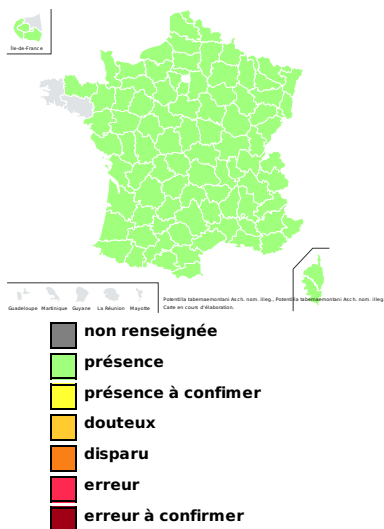 Île-de-France
Guadeloupe Martinique Guyane La Réunion Mayotte
Potentilla tabernaemontani Asch. nom. illeg., Potentilla tabernaemontani Asch. nom. illeg.
Carte en cours d'élaboration.
non renseignée
présence
présence à confimer
douteux
disparu
erreur
erreur à confirmer